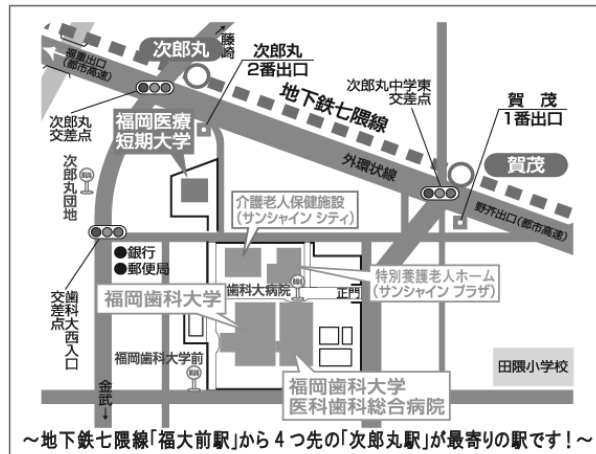 藤崎
↗
福重出口
(都市高速)
次郎丸
次郎丸
2番出口
地下鉄七隈線
次郎丸中学東
交差点
賀茂
1番出口
賀茂
次郎丸
交差点
福岡医療
短期大学
外環状線
野芥出口(都市高速)
次郎丸団地
介護老人保健施設
(サンシャイン シティ)
●銀行
●郵便局
特別養護老人ホーム
(サンシャイン プラザ)
歯科大病院
正門
福岡歯科大学
歯科大西入口
交差点
福岡歯科大学前
福岡歯科大学
医科歯科総合病院
田隈小学校
金武
↓
~地下鉄七隈線「福大前駅」から4つ先の「次郎丸駅」が最寄りの駅です!~